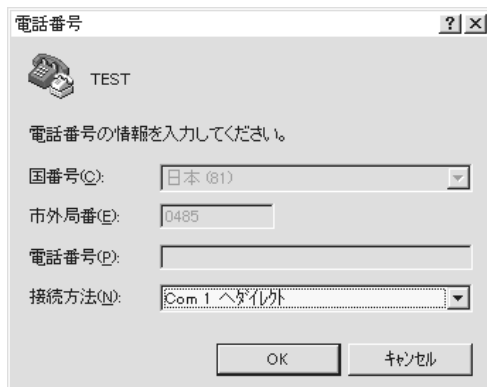 電話番号
TEST
電話番号の情報を入力してください。
国番号(C): 日本 (81)
市外局番(E): 0485
電話番号(P):
接続方法(N): Com 1 へﾀﾞｲﾚｸﾄ
OK ｷｬﾝｾﾙ